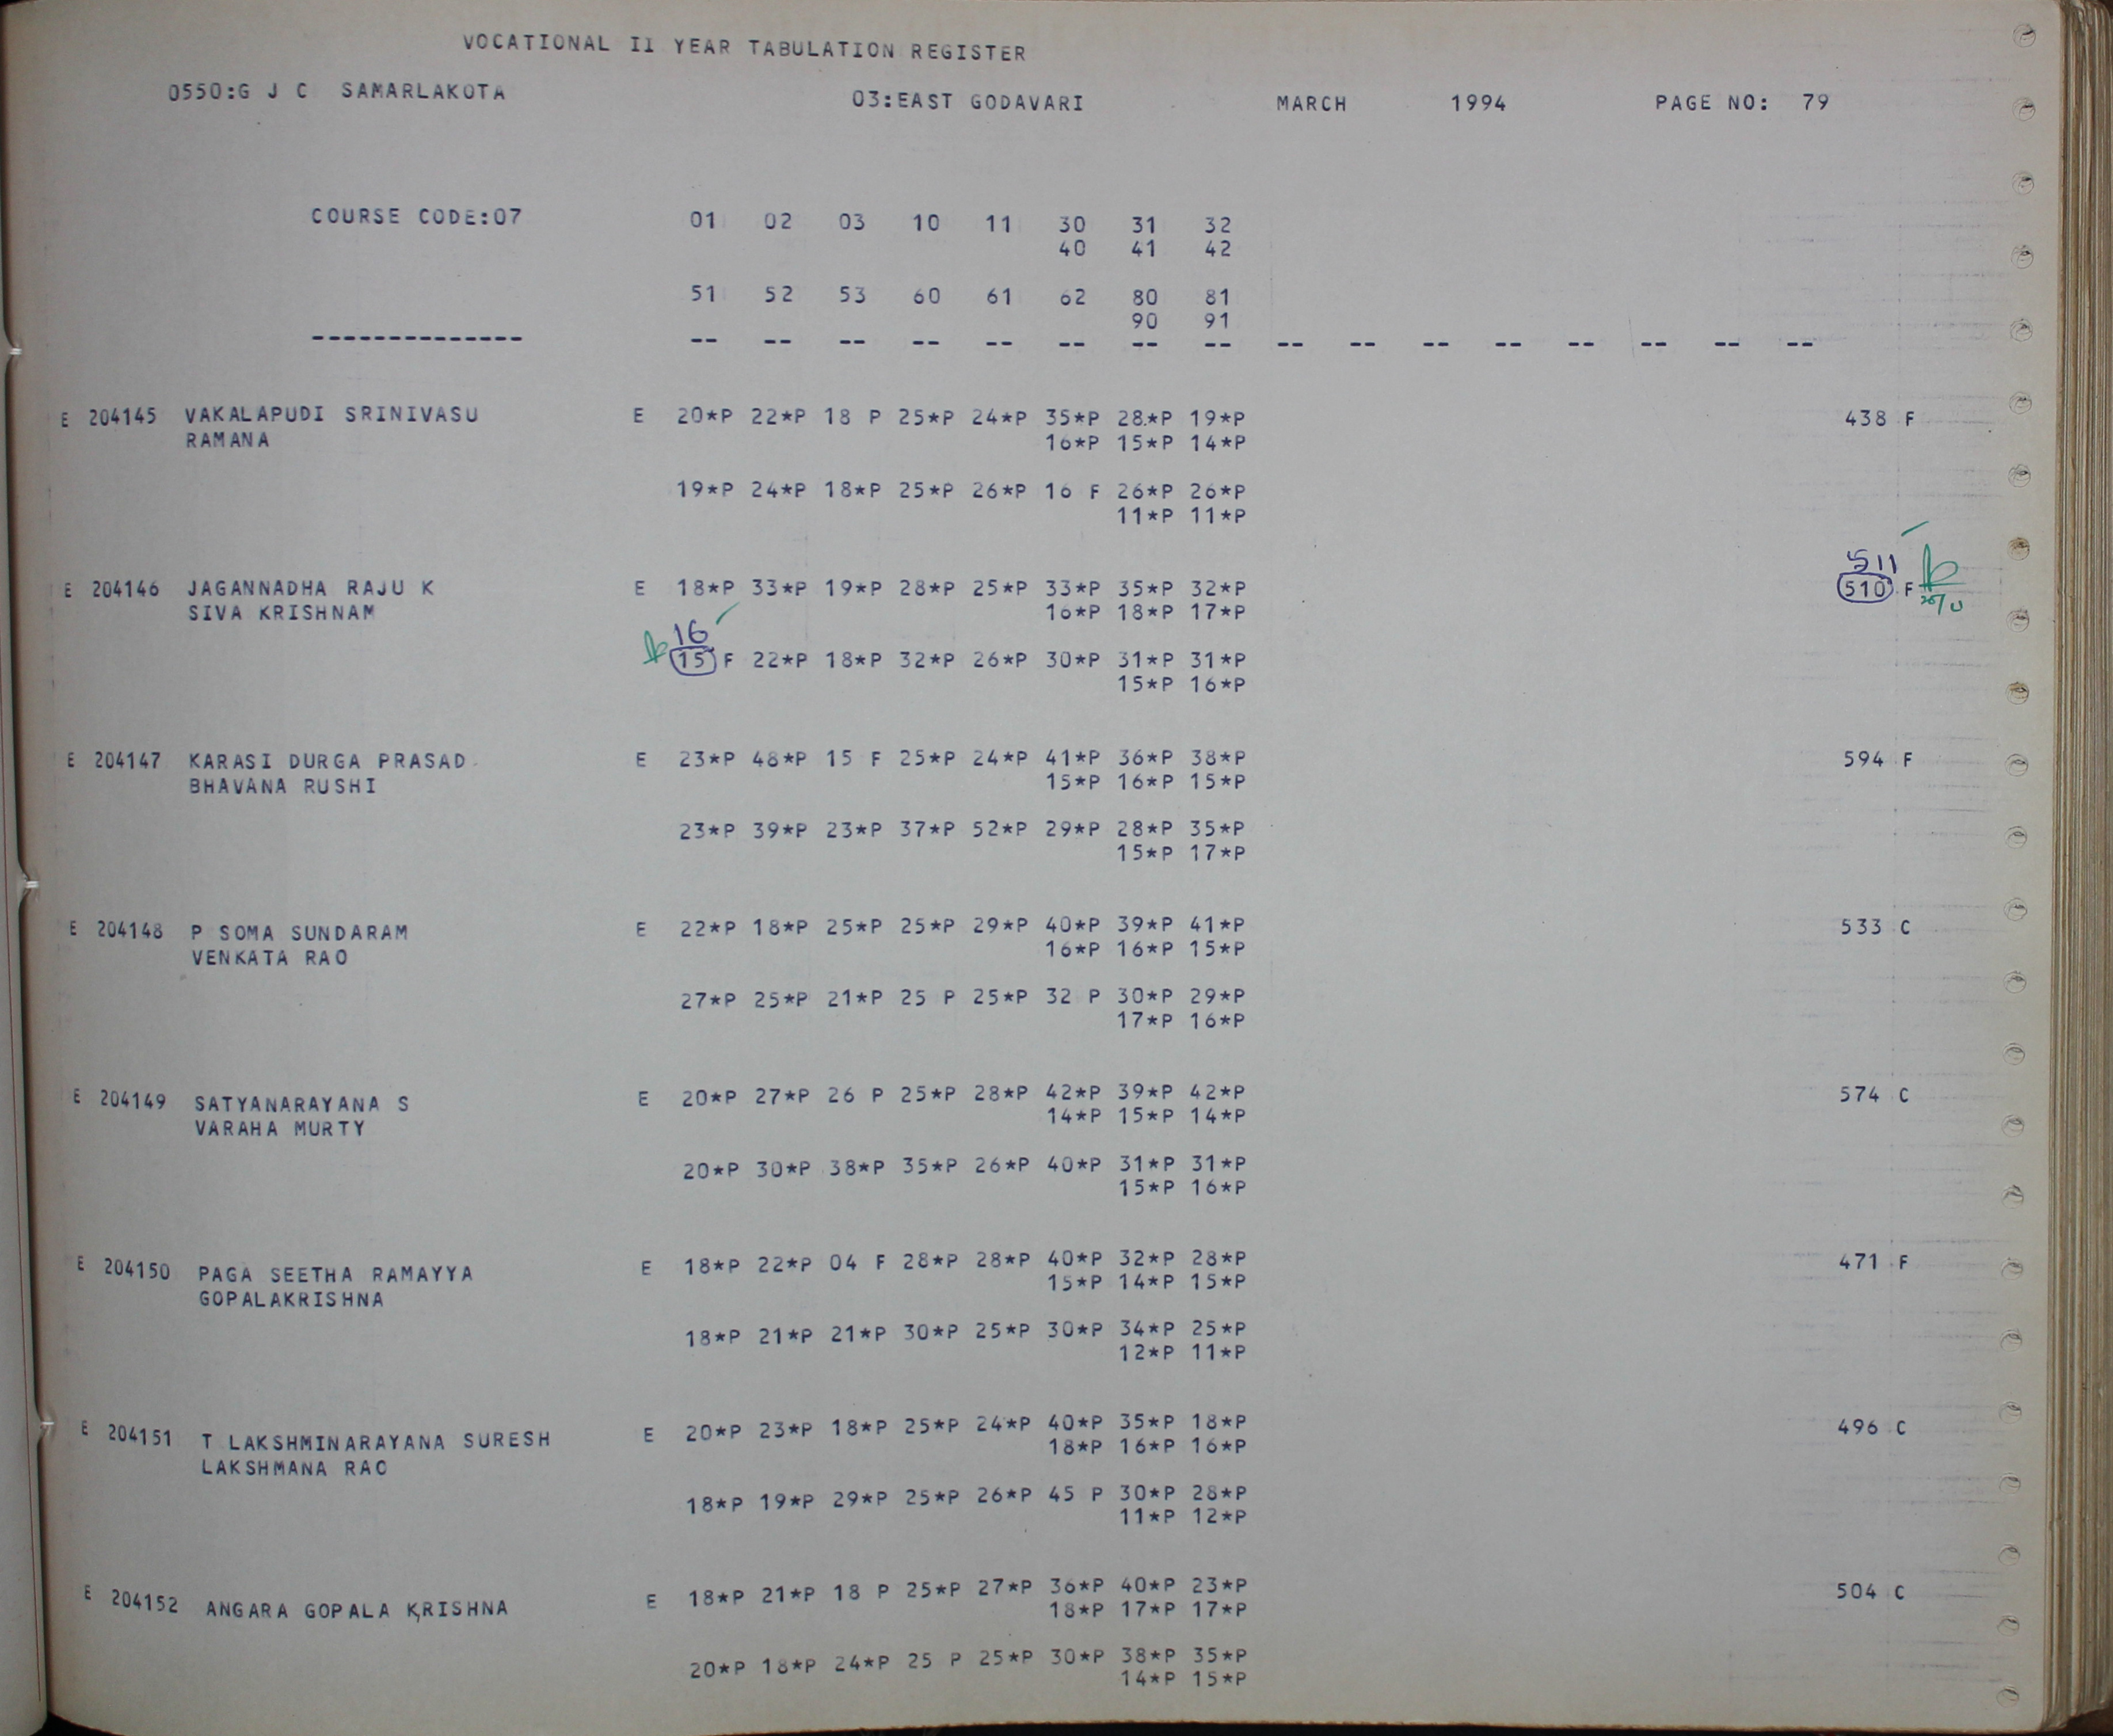 VOCATIONAL II YEAR TABULATION REGISTER
0550:G J C SAMARLAKOTA 03:EAST GODAVARI MARCH 1994 PAGE NO: 79
COURSE CODE:07 01 02 03 10 11 30 31 32
40 41 42
51 52 53 60 61 62 80 81
90 91
-------------- -- -- -- -- -- -- -- -- -- -- -- -- -- -- -- --
E 204145 VAKALAPUDI SRINIVASU E 20*P 22*P 18 P 25*P 24*P 35*P 28*P 19*P 438 F
RAMANA 16*P 15*P 14*P
19*P 24*P 18*P 25*P 26*P 16 F 26*P 26*P
11*P 11*P
511
E 204146 JAGANNADHA RAJU K E 18*P 33*P 19*P 28*P 25*P 33*P 35*P 32*P 510 F
SIVA KRISHNAM 16*P 18*P 17*P
16
15 F 22*P 18*P 32*P 26*P 30*P 31*P 31*P
15*P 16*P
E 204147 KARASI DURGA PRASAD E 23*P 48*P 15 F 25*P 24*P 41*P 36*P 38*P 594 F
BHAVANA RUSHI 15*P 16*P 15*P
23*P 39*P 23*P 37*P 52*P 29*P 28*P 35*P
15*P 17*P
E 204148 P SOMA SUNDARAM E 22*P 18*P 25*P 25*P 29*P 40*P 39*P 41*P 533 C
VENKATA RAO 16*P 16*P 15*P
27*P 25*P 21*P 25 P 25*P 32 P 30*P 29*P
17*P 16*P
E 204149 SATYANARAYANA S E 20*P 27*P 26 P 25*P 28*P 42*P 39*P 42*P 574 C
VARAHA MURTY 14*P 15*P 14*P
20*P 30*P 38*P 35*P 26*P 40*P 31*P 31*P
15*P 16*P
E 204150 PAGA SEETHA RAMAYYA E 18*P 22*P 04 F 28*P 28*P 40*P 32*P 28*P 471 F
GOPALAKRISHNA 15*P 14*P 15*P
18*P 21*P 21*P 30*P 25*P 30*P 34*P 25*P
12*P 11*P
E 204151 T LAKSHMINARAYANA SURESH E 20*P 23*P 18*P 25*P 24*P 40*P 35*P 18*P 496 C
LAKSHMANA RAO 18*P 16*P 16*P
18*P 19*P 29*P 25*P 26*P 45 P 30*P 28*P
11*P 12*P
E 204152 ANGARA GOPALA KRISHNA E 18*P 21*P 18 P 25*P 27*P 36*P 40*P 23*P 504 C
18*P 17*P 17*P
20*P 18*P 24*P 25 P 25*P 30*P 38*P 35*P
14*P 15*P